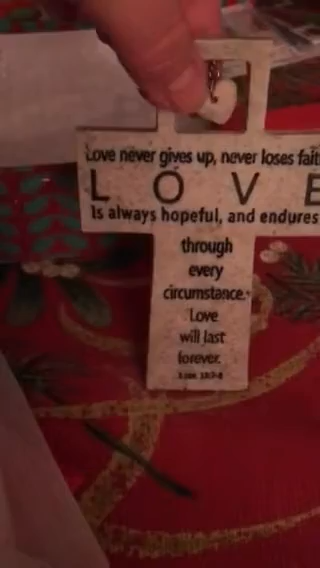 Love never gives up, never loses fait
L O V E
Is always hopeful, and endures
through
every
circumstance.
Love
will last
forever.